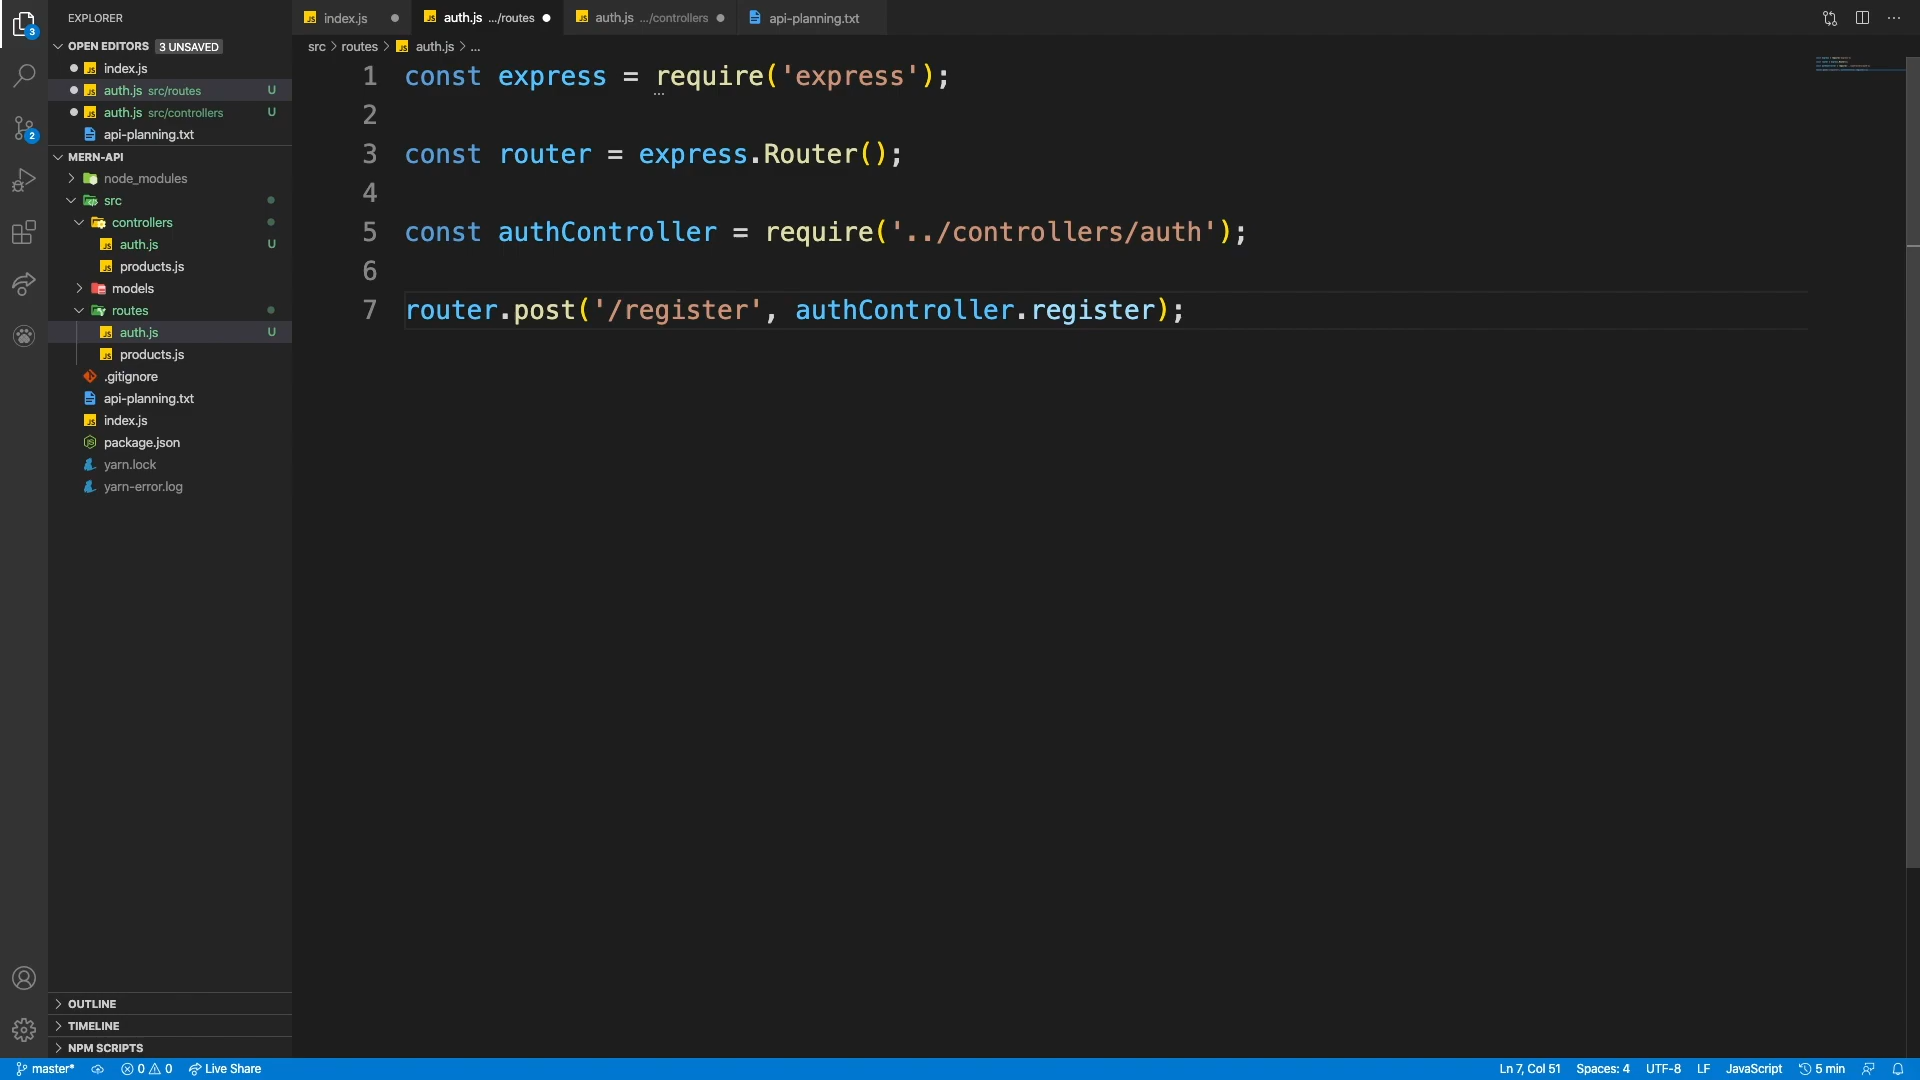 EXPLORER
OPEN EDITORS 3 UNSAVED
index.js
auth.js src/routes U
auth.js src/controllers U
api-planning.txt
MERN-API
node_modules
src
controllers
auth.js U
products.js
models
routes
auth.js U
products.js
.gitignore
api-planning.txt
index.js
package.json
yarn.lock
yarn-error.log
OUTLINE
TIMELINE
NPM SCRIPTS
3
2
index.js
auth.js .../routes
auth.js .../controllers
api-planning.txt
src > routes > JS auth.js > ...
1 const express = require('express');
2
3 const router = express.Router();
4
5 const authController = require('../controllers/auth');
6
7 router.post('/register', authController.register);
master* 0 0 Live Share
Ln 7, Col 51 Spaces: 4 UTF-8 LF JavaScript 5 min